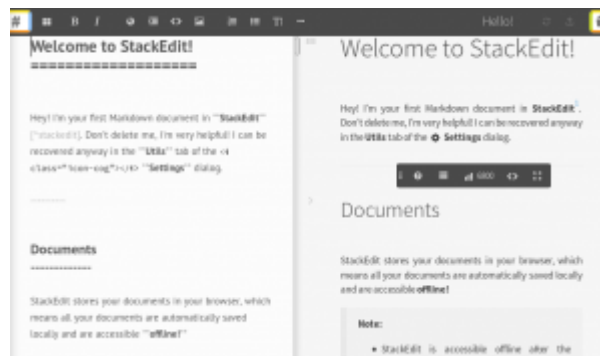 # B I Hello! #
Welcome to StackEdit!
====================
Hey! I'm your first Markdown document in **StackEdit**
[^stackedit]. Don't delete me, I'm very helpful! I can be
recovered anyway in the **Utils** tab of the <i
class="icon-cog"></i> **Settings** dialog.
----------
Documents
-------------
StackEdit stores your documents in your browser, which
means all your documents are automatically saved
locally and are accessible **offline!**
Welcome to StackEdit!
Hey! I'm your first Markdown document in StackEdit .
Don't delete me, I'm very helpful! I can be recovered anyway
in the Utils tab of the Settings dialog.
Documents
StackEdit stores your documents in your browser, which
means all your documents are automatically saved locally
and are accessible offline!
Note:
• StackEdit is accessible offline after the